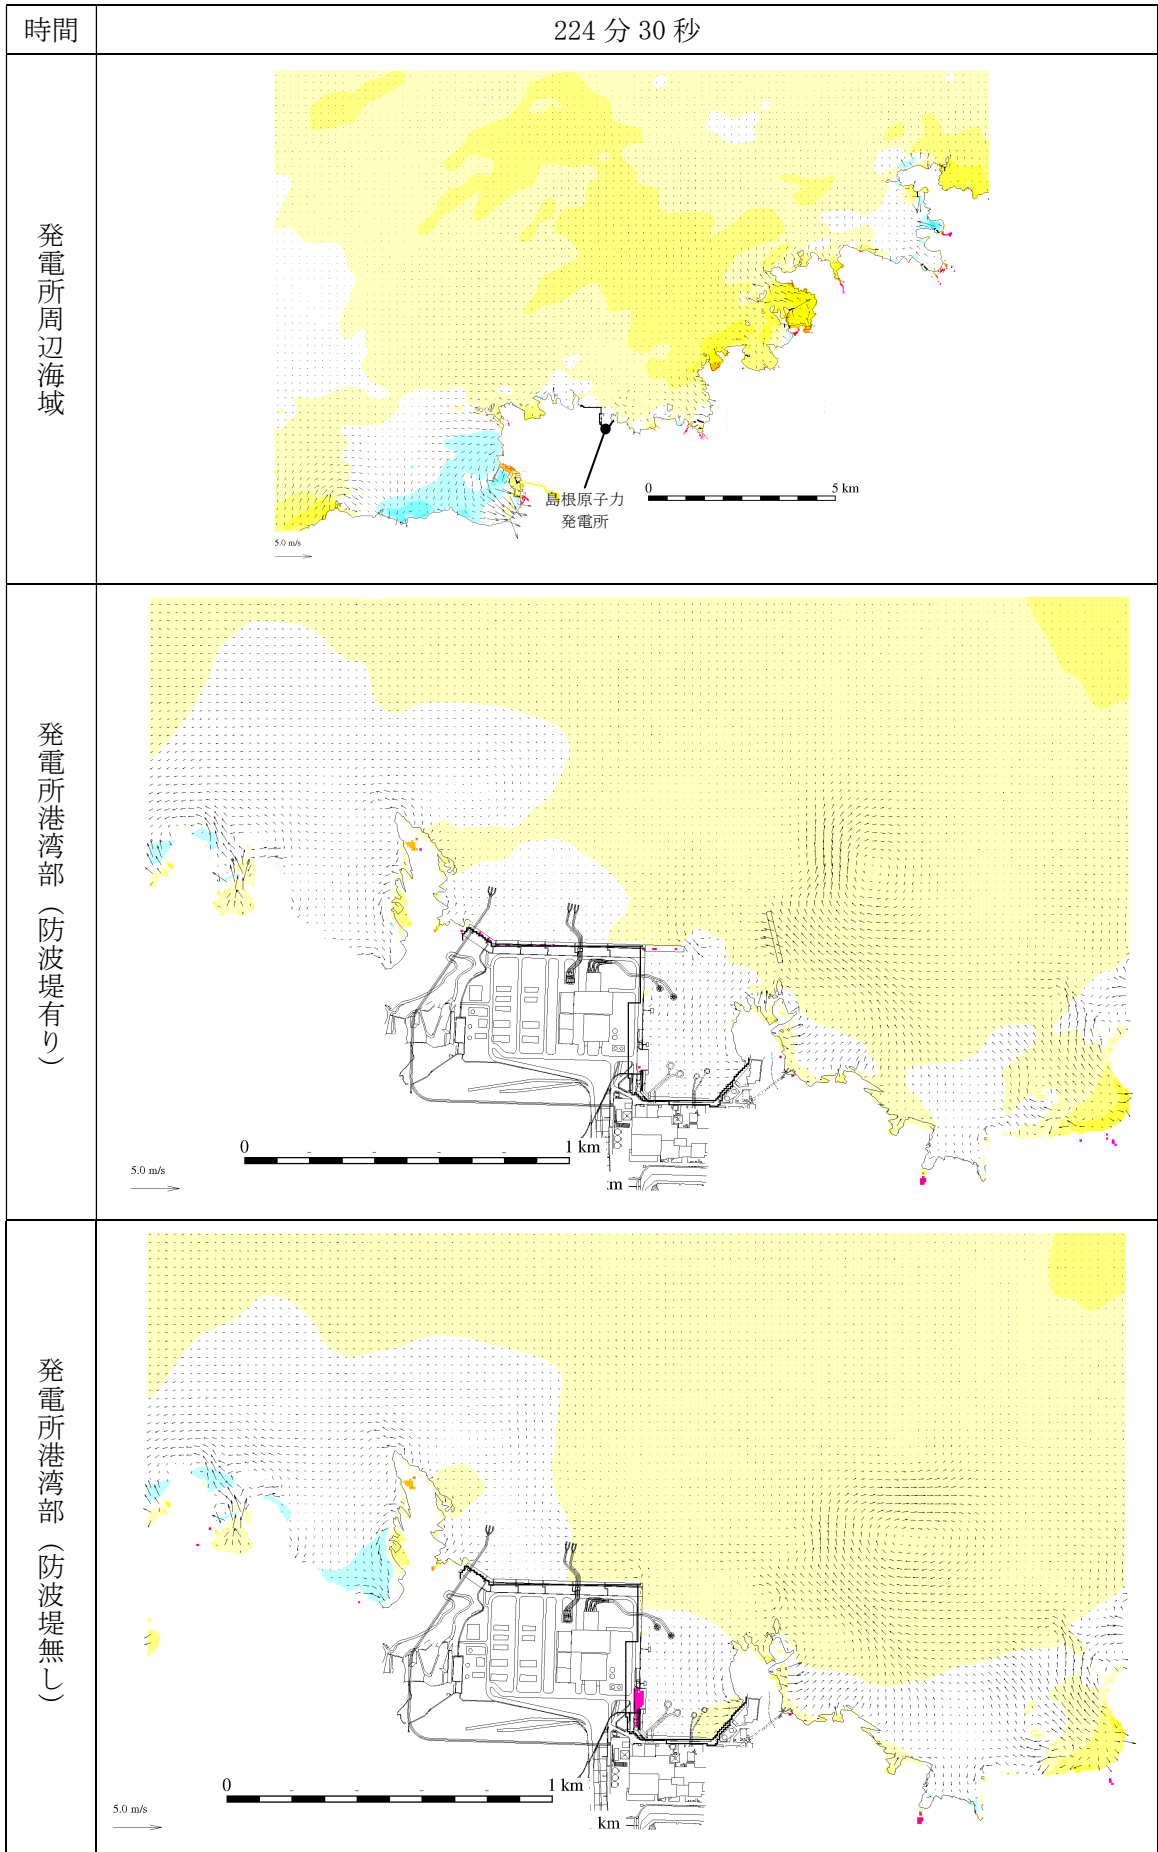 時間
224 分 30 秒
発電所周辺海域
島根原子力
発電所
0
5 km
5.0 m/s
発電所港湾部（防波堤有り）
0
1 km
km
5.0 m/s
発電所港湾部（防波堤無し）
0
1 km
km
5.0 m/s